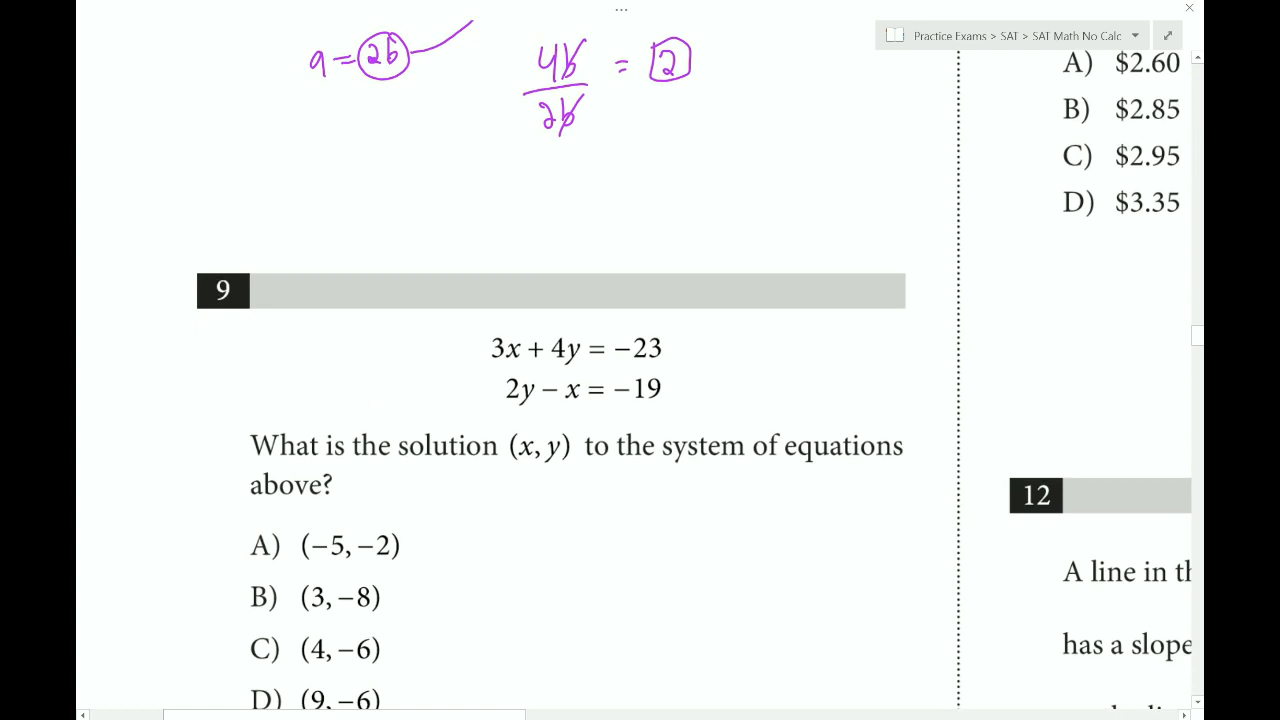 ...
Practice Exams > SAT > SAT Math No Calc
a = 2b
4b
2b
= 2
9
3x + 4y = −23
2y − x = −19
What is the solution (x, y) to the system of equations
above?
A) (−5, −2)
B) (3, −8)
C) (4, −6)
D) (9, −6)
A) $2.60
B) $2.85
C) $2.95
D) $3.35
12
A line in th
has a slope